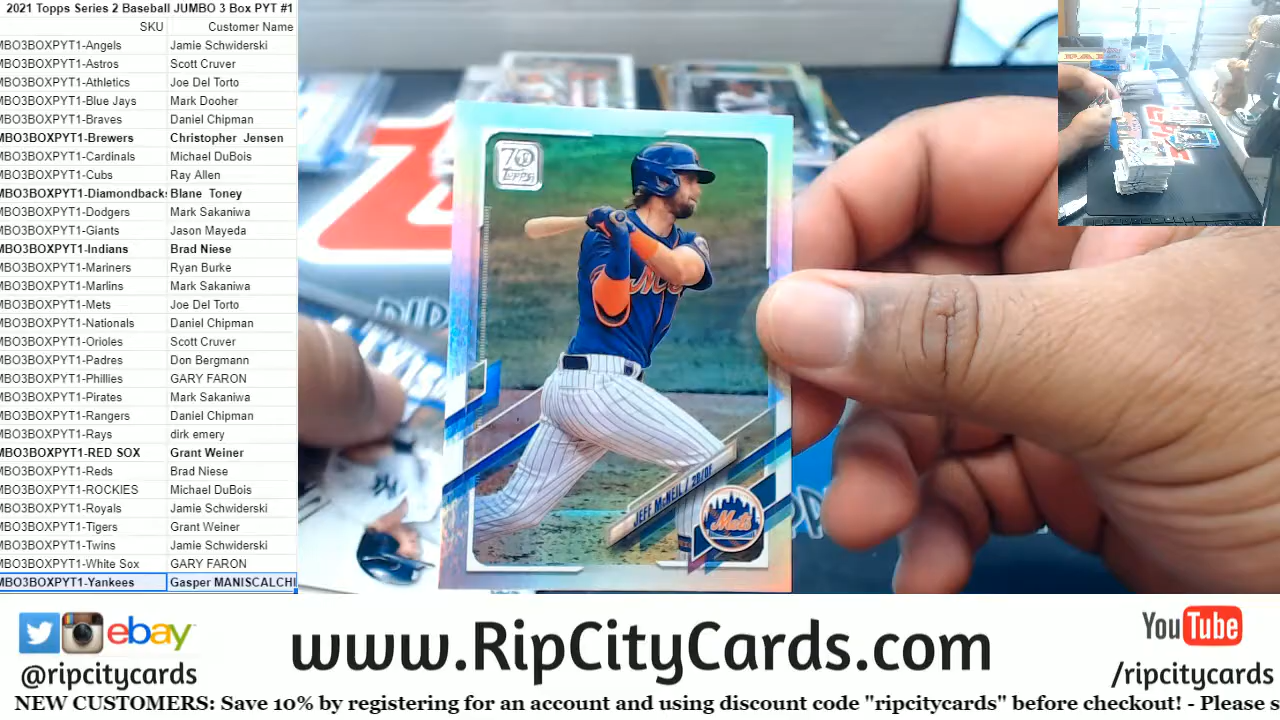 2021 Topps Series 2 Baseball JUMBO 3 Box PYT #1
SKU Customer Name
MBO3BOXPYT1-Angels Jamie Schwiderski
MBO3BOXPYT1-Astros Scott Cruver
MBO3BOXPYT1-Athletics Joe Del Torto
MBO3BOXPYT1-Blue Jays Mark Dooher
MBO3BOXPYT1-Braves Daniel Chipman
MBO3BOXPYT1-Brewers Christopher Jensen
MBO3BOXPYT1-Cardinals Michael DuBois
MBO3BOXPYT1-Cubs Ray Allen
MBO3BOXPYT1-Diamondbacks Blane Toney
MBO3BOXPYT1-Dodgers Mark Sakaniwa
MBO3BOXPYT1-Giants Jason Mayeda
MBO3BOXPYT1-Indians Brad Niese
MBO3BOXPYT1-Mariners Ryan Burke
MBO3BOXPYT1-Marlins Mark Sakaniwa
MBO3BOXPYT1-Mets Joe Del Torto
MBO3BOXPYT1-Nationals Daniel Chipman
MBO3BOXPYT1-Orioles Scott Cruver
MBO3BOXPYT1-Padres Don Bergmann
MBO3BOXPYT1-Phillies GARY FARON
MBO3BOXPYT1-Pirates Mark Sakaniwa
MBO3BOXPYT1-Rangers Daniel Chipman
MBO3BOXPYT1-Rays dirk emery
MBO3BOXPYT1-RED SOX Grant Weiner
MBO3BOXPYT1-Reds Brad Niese
MBO3BOXPYT1-ROCKIES Michael DuBois
MBO3BOXPYT1-Royals Jamie Schwiderski
MBO3BOXPYT1-Tigers Grant Weiner
MBO3BOXPYT1-Twins Jamie Schwiderski
MBO3BOXPYT1-White Sox GARY FARON
MBO3BOXPYT1-Yankees Gasper MANISCALCHI
70
TOPPS
Mets
JEFF McNEIL / 2B/OF
Mets
RIP
ebay
@ripcitycards
www.RipCityCards.com
YouTube
/ripcitycards
NEW CUSTOMERS: Save 10% by registering for an account and using discount code "ripcitycards" before checkout! - Please s